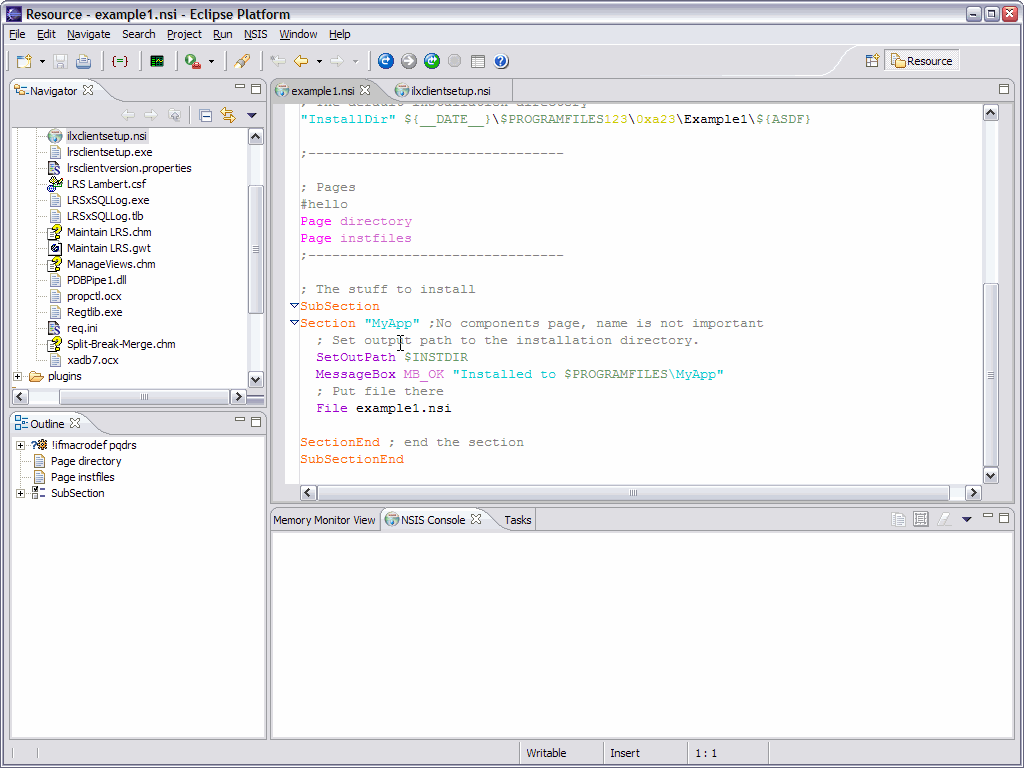 Resource - example1.nsi - Eclipse Platform
File Edit Navigate Search Project Run NSIS Window Help
Resource
Navigator
ilxclientsetup.nsi
lrsclientsetup.exe
lrsclientversion.properties
LRS Lambert.csf
LRSxSQLLog.exe
LRSxSQLLog.tlb
Maintain LRS.chm
Maintain LRS.gwt
ManageViews.chm
PDBPipe1.dll
propctl.ocx
Regtlib.exe
req.ini
Split-Break-Merge.chm
xadb7.ocx
plugins
Outline
!ifmacrodef pqdrs
Page directory
Page instfiles
SubSection
example1.nsi
ilxclientsetup.nsi
; The default installation directory
"InstallDir" ${__DATE__}\$PROGRAMFILES123\0xa23\Example1\${ASDF}
;--------------------------------
; Pages
#hello
Page directory
Page instfiles
;--------------------------------
; The stuff to install
SubSection
Section "MyApp" ;No components page, name is not important
; Set output path to the installation directory.
SetOutPath $INSTDIR
MessageBox MB_OK "Installed to $PROGRAMFILES\MyApp"
; Put file there
File example1.nsi
SectionEnd ; end the section
SubSectionEnd
Memory Monitor View
NSIS Console
Tasks
Writable
Insert
1 : 1